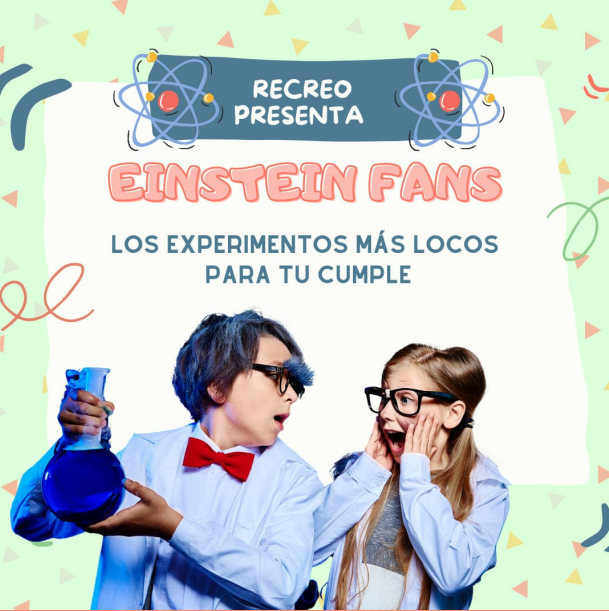 RECREO
PRESENTA
EINSTEIN FANS
LOS EXPERIMENTOS MÁS LOCOS
PARA TU CUMPLE